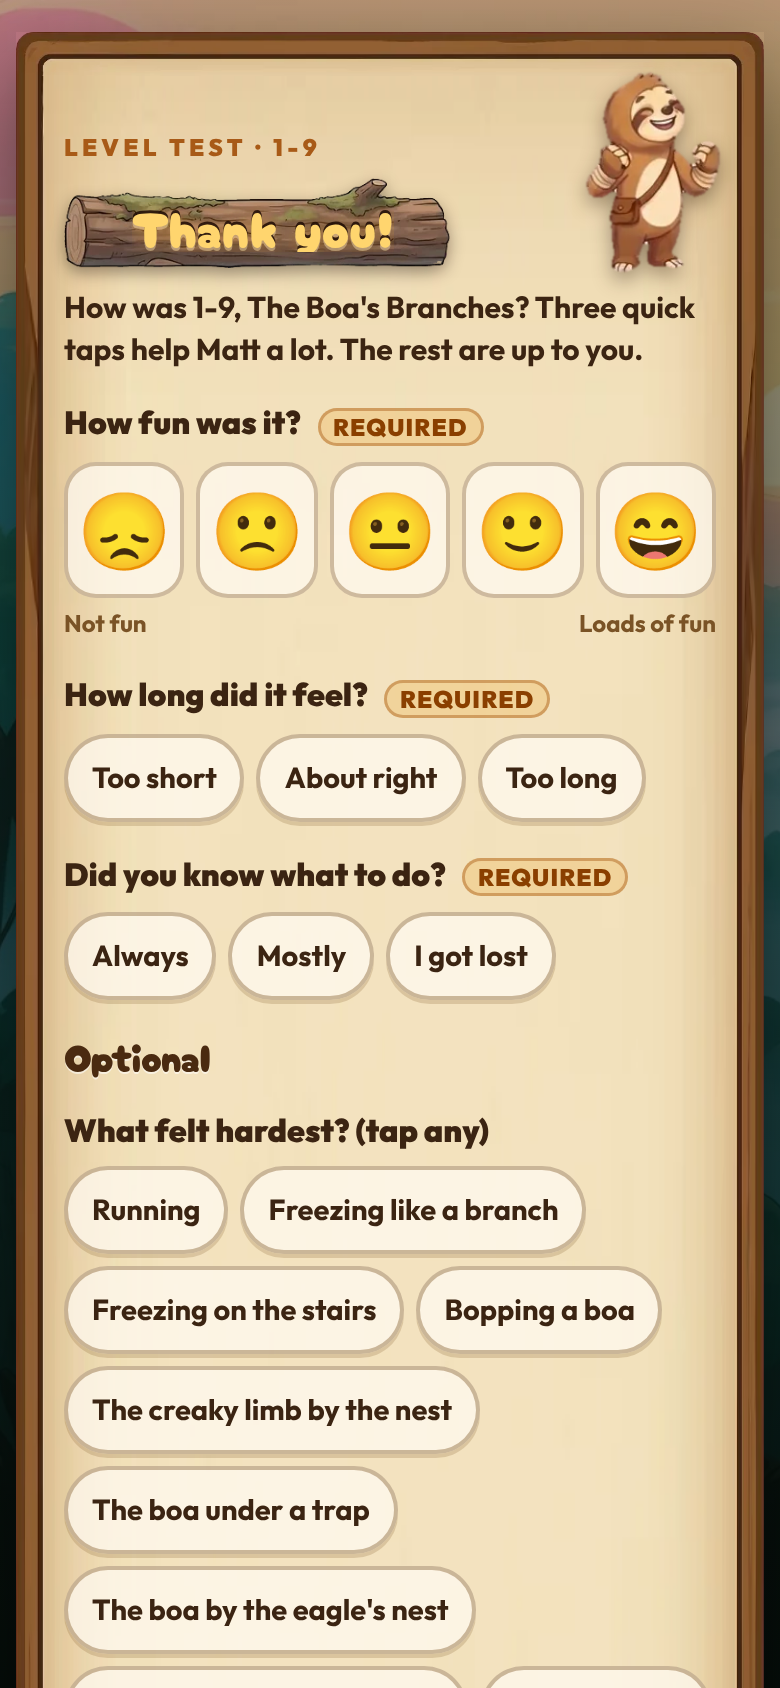 LEVEL TEST · 1-9
Thank you!
How was 1-9, The Boa's Branches? Three quick
taps help Matt a lot. The rest are up to you.
How fun was it? REQUIRED
Not fun Loads of fun
How long did it feel? REQUIRED
Too short About right Too long
Did you know what to do? REQUIRED
Always Mostly I got lost
Optional
What felt hardest? (tap any)
Running Freezing like a branch
Freezing on the stairs Bopping a boa
The creaky limb by the nest
The boa under a trap
The boa by the eagle's nest